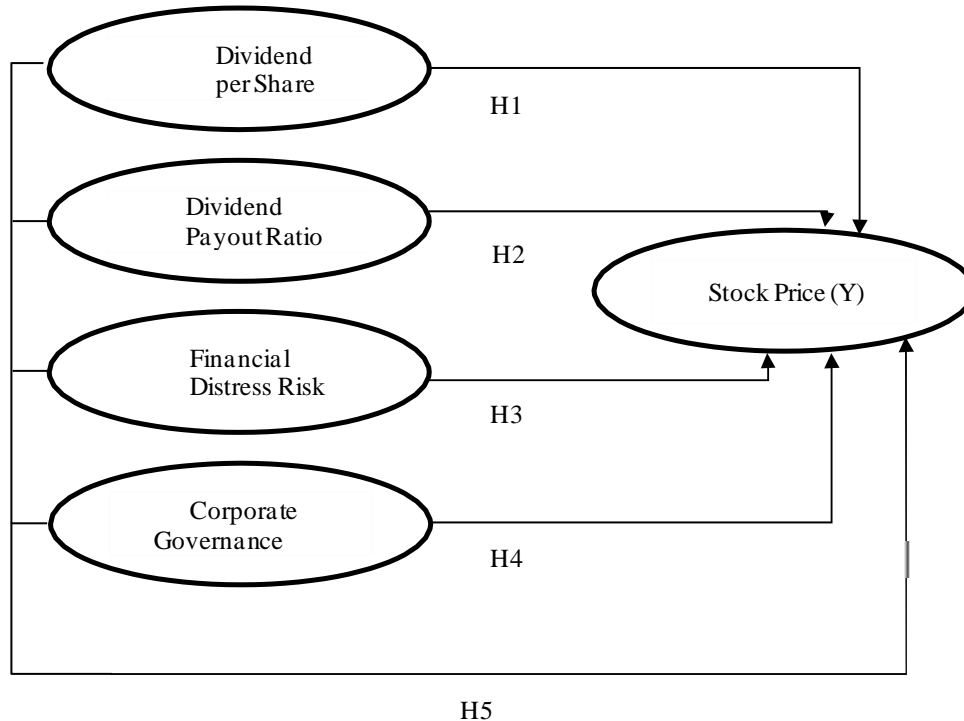 Dividend
per Share
H1
Dividend
Payout Ratio
H2
Stock Price (Y)
Financial
Distress Risk
H3
Corporate
Governance
H4
H5